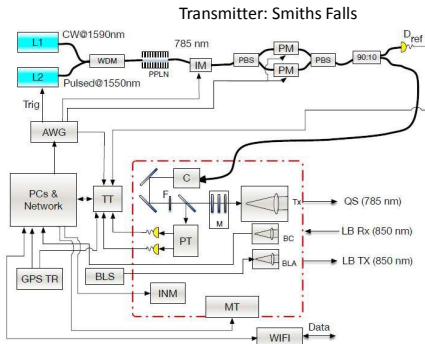 Transmitter: Smiths Falls
L1
CW@1590nm
785 nm
D ref
WDM
PPLN
IM
PBS
PM
PM
PBS
90:10
L2
Pulsed@1550nm
Trig
AWG
C
PCs &
Network
TT
F
M
Tx
QS (785 nm)
PT
BC
LB Rx (850 nm)
GPS TR
BLS
BLA
LB TX (850 nm)
INM
MT
WIFI
Data